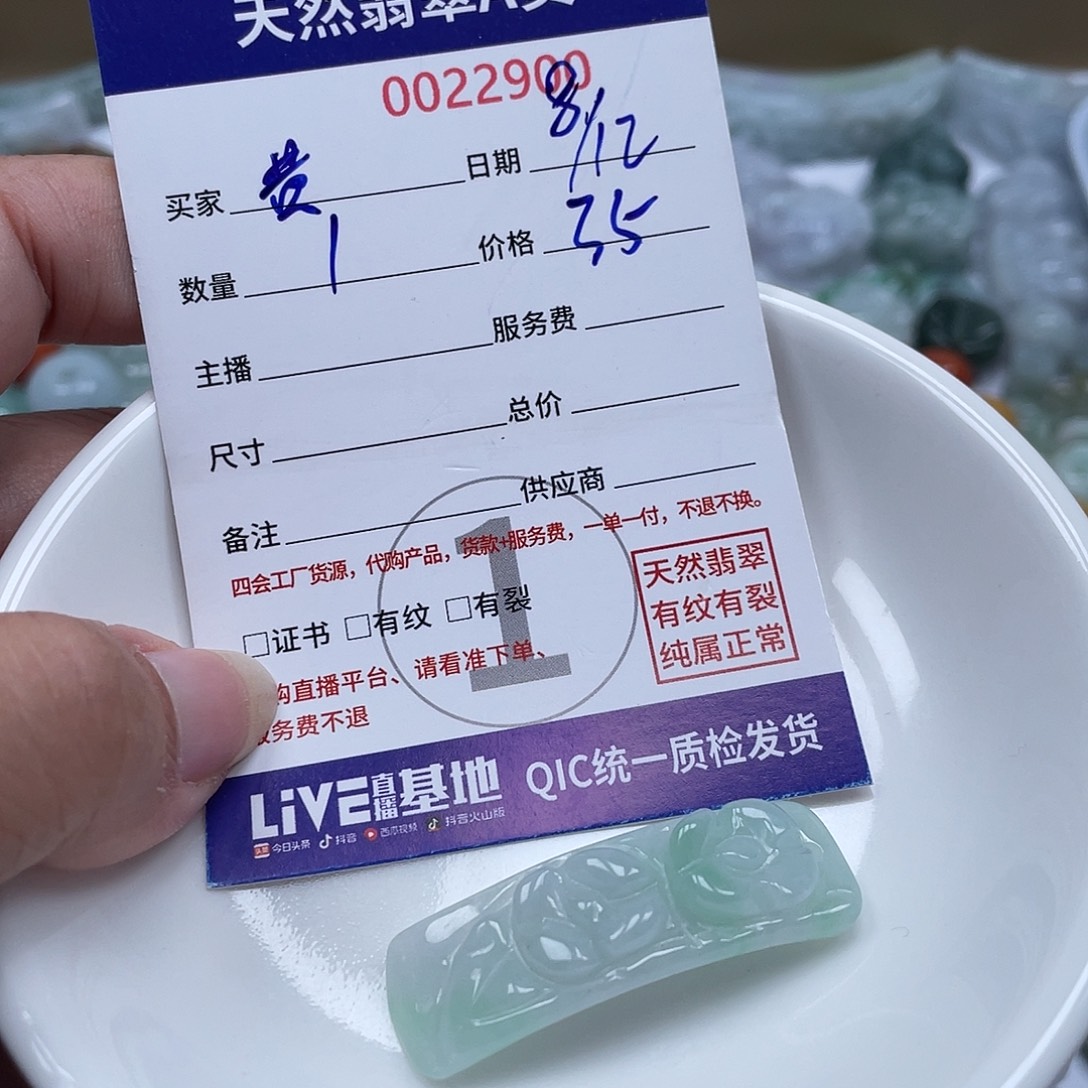 天然翡翠A货
0022900
买家 黄 日期 8/12
数量 1 价格 35
主播 服务费
尺寸 总价
备注 供应商
四会工厂货源，代购产品，货款+服务费，一单一付，不退不换。
1
□证书 □有纹 □有裂
天然翡翠
有纹有裂
纯属正常
购直播平台、请看准下单、
服务费不退
LiVE直播基地 QIC统一质检发货
头条 今日头条 抖音 西瓜视频 抖音火山版